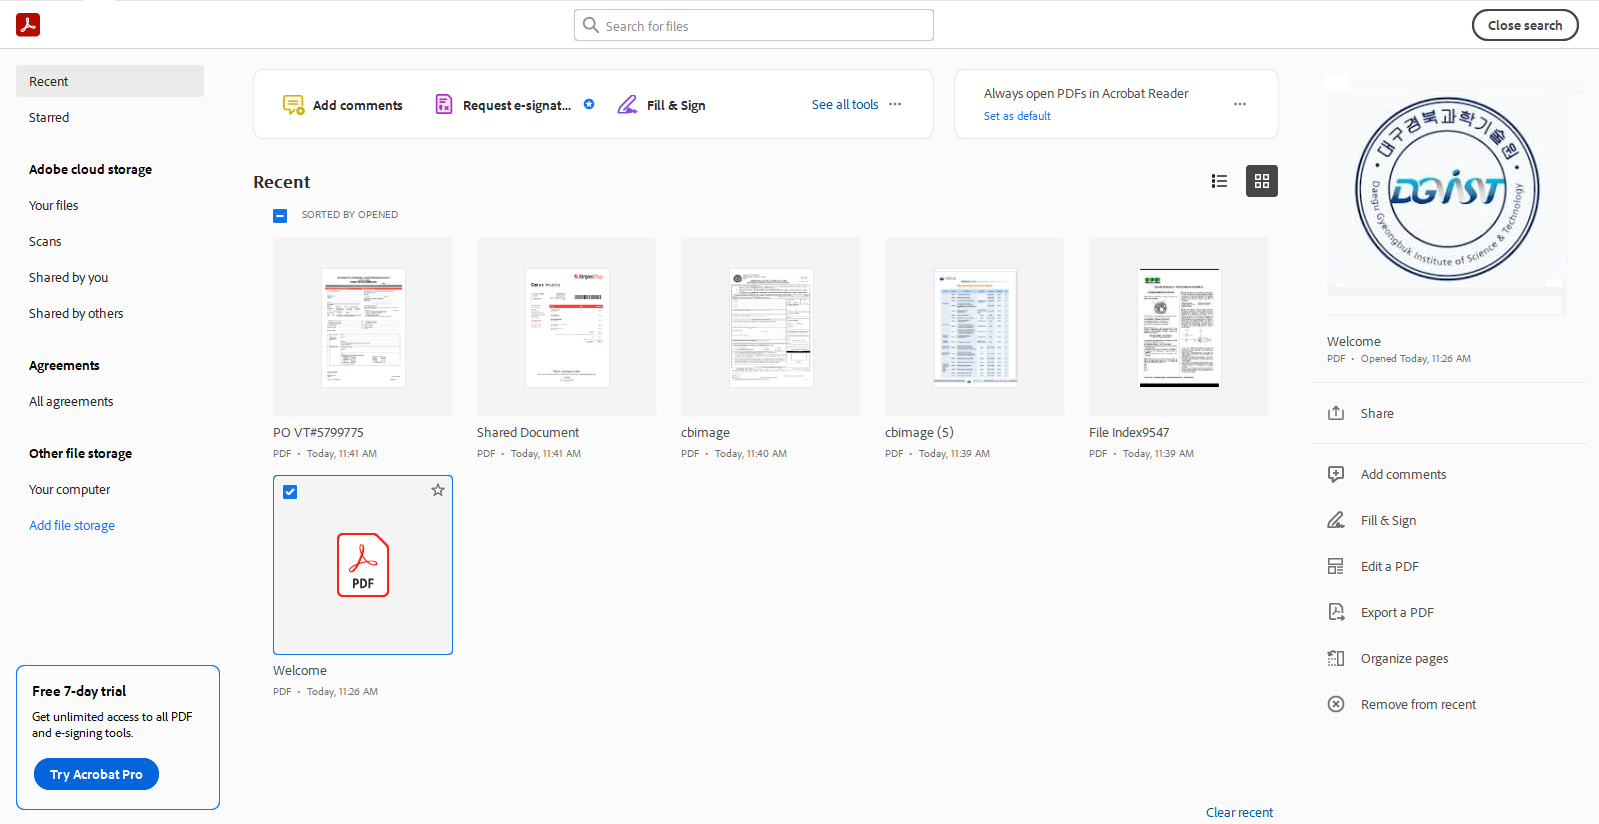 Search for files
Close search
Recent
Starred
Adobe cloud storage
Your files
Scans
Shared by you
Shared by others
Agreements
All agreements
Other file storage
Your computer
Add file storage
Free 7-day trial
Get unlimited access to all PDF
and e-signing tools.
Try Acrobat Pro
Add comments
Request e-signat...
Fill & Sign
See all tools
Always open PDFs in Acrobat Reader
Set as default
Recent
SORTED BY OPENED
PO VT#5799775
PDF • Today, 11:41 AM
Shared Document
PDF • Today, 11:41 AM
cbimage
PDF • Today, 11:40 AM
cbimage (5)
PDF • Today, 11:39 AM
File Index9547
PDF • Today, 11:39 AM
PDF
Welcome
PDF • Today, 11:26 AM
Clear recent
대구경북과학기술원
DGIST
Daegu Gyeongbuk Institute of Science & Technology
Welcome
PDF • Opened Today, 11:26 AM
Share
Add comments
Fill & Sign
Edit a PDF
Export a PDF
Organize pages
Remove from recent